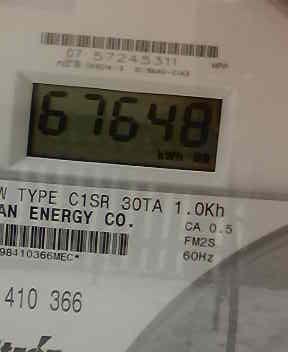 07 57245311
67648
kWh
W TYPE C1SR 30TA 1.0Kh
AN ENERGY CO.
CA 0.5
FM2S
98410366MEC*
60Hz
410 366